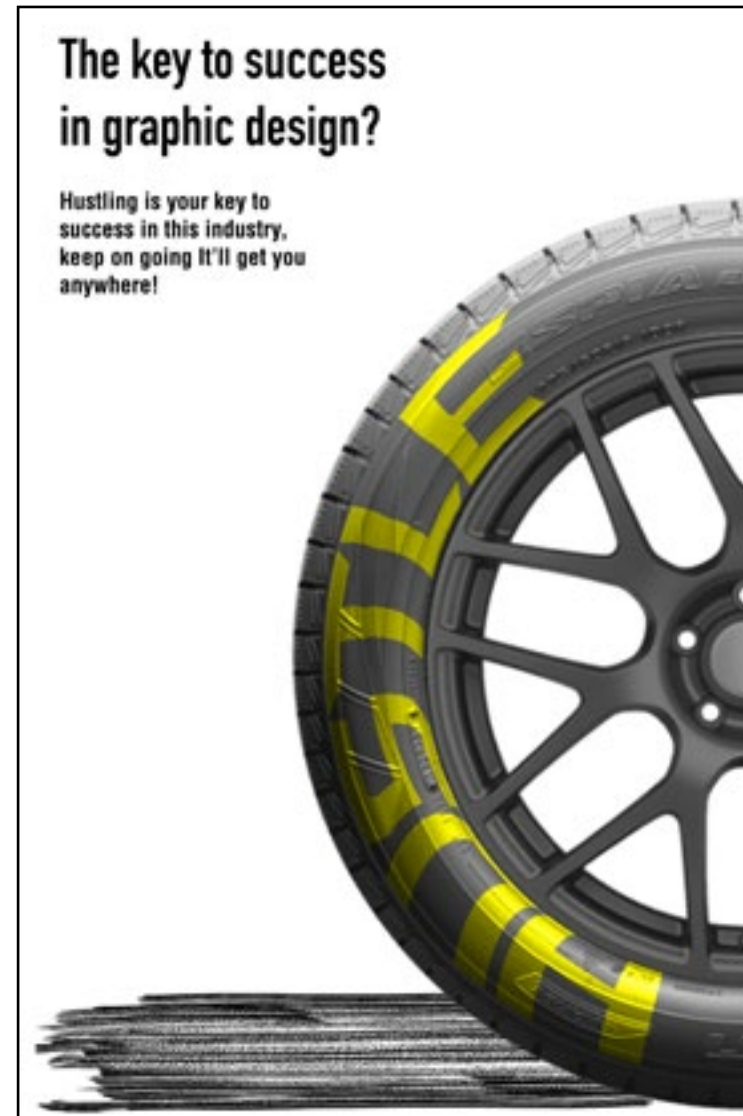 The key to success
in graphic design?
Hustling is your key to
success in this industry,
keep on going It'll get you
anywhere!
HUSTLE